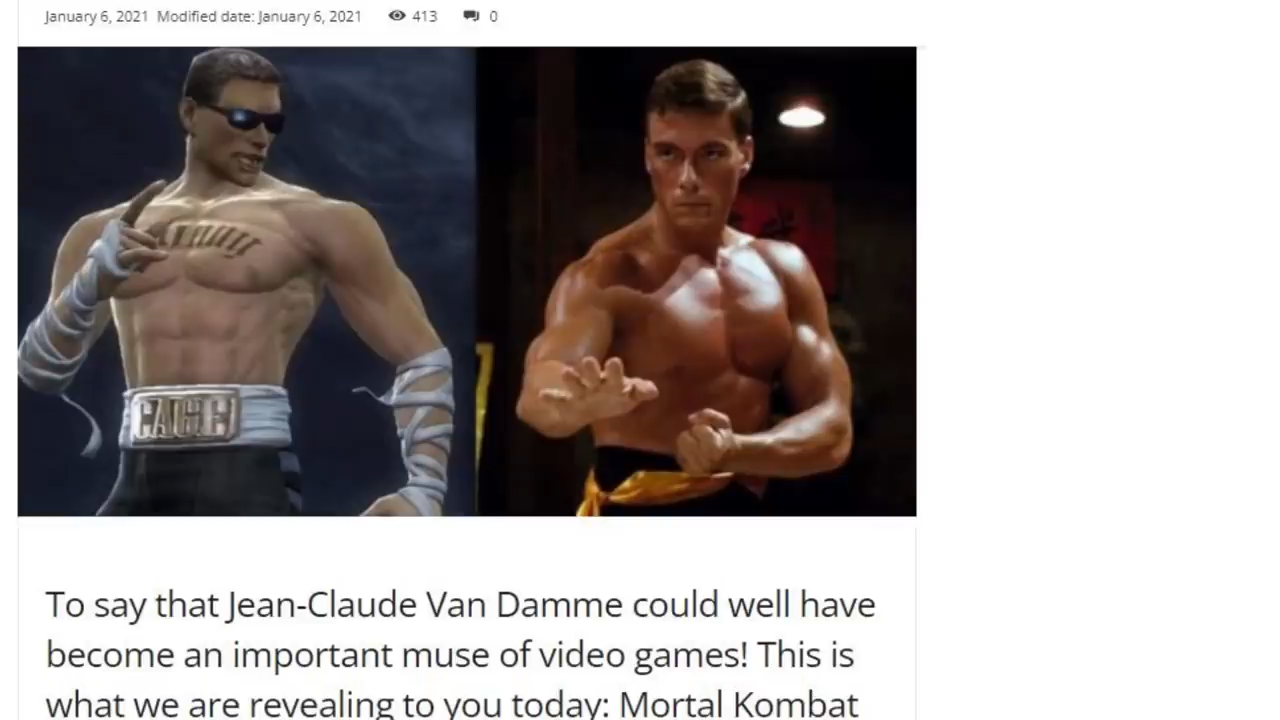 January 6, 2021 Modified date: January 6, 2021 413 0
CAGE
To say that Jean-Claude Van Damme could well have
become an important muse of video games! This is
what we are revealing to you today: Mortal Kombat